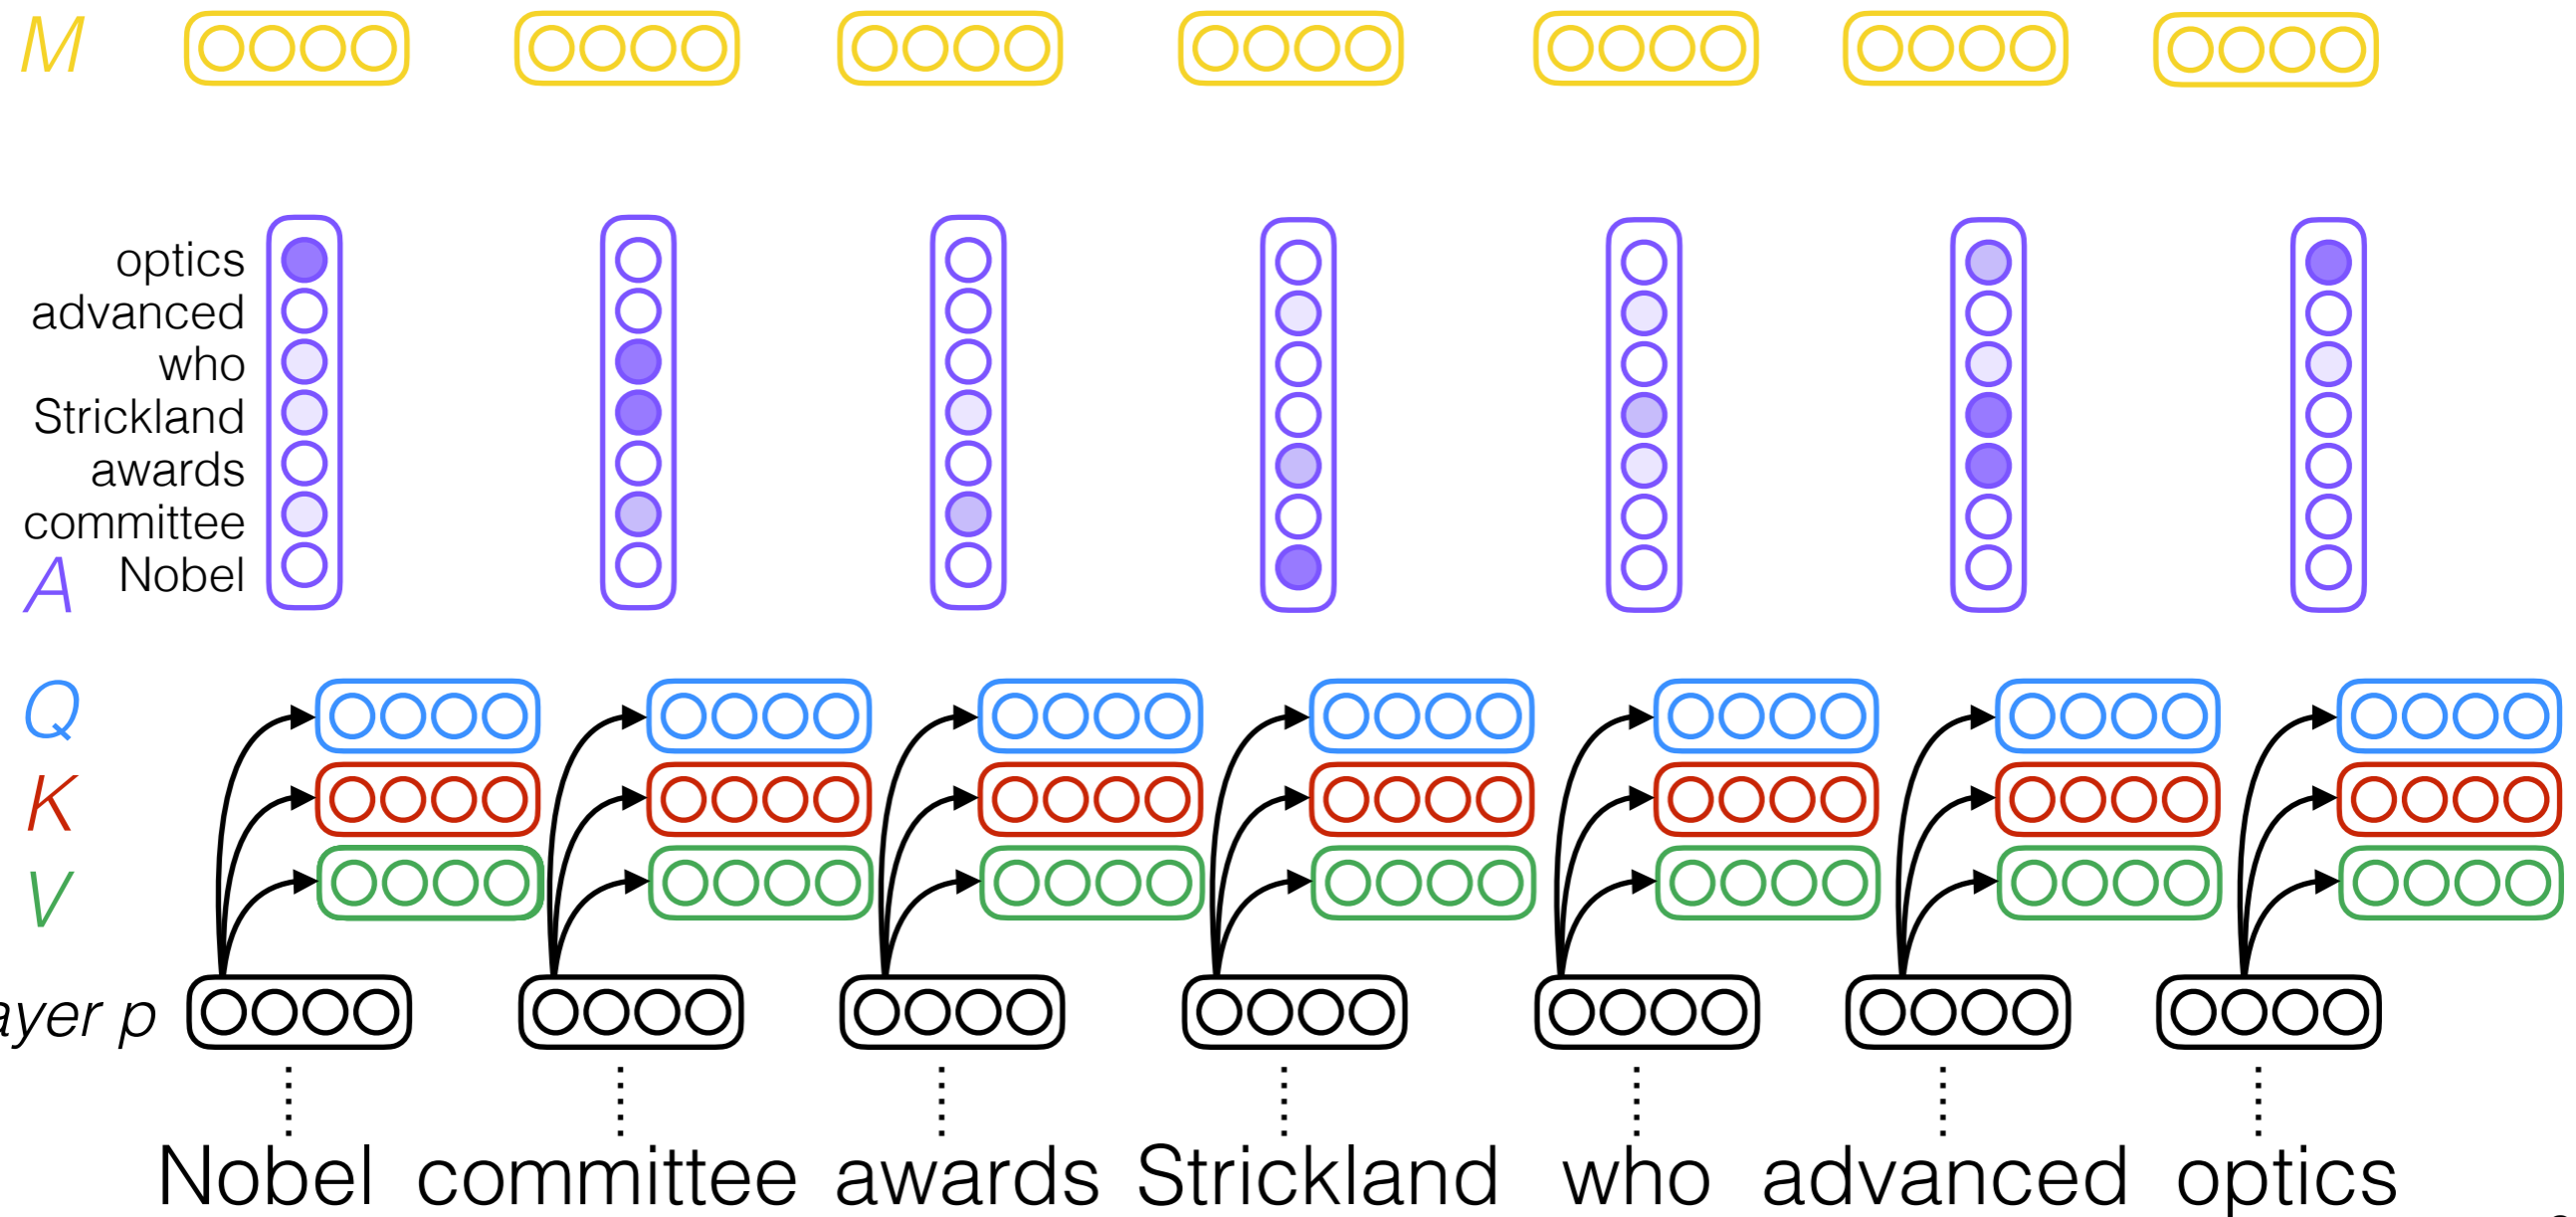 M
optics
advanced
who
Strickland
awards
committee
A Nobel
Q
K
V
ayer p
Nobel committee awards Strickland who advanced optics